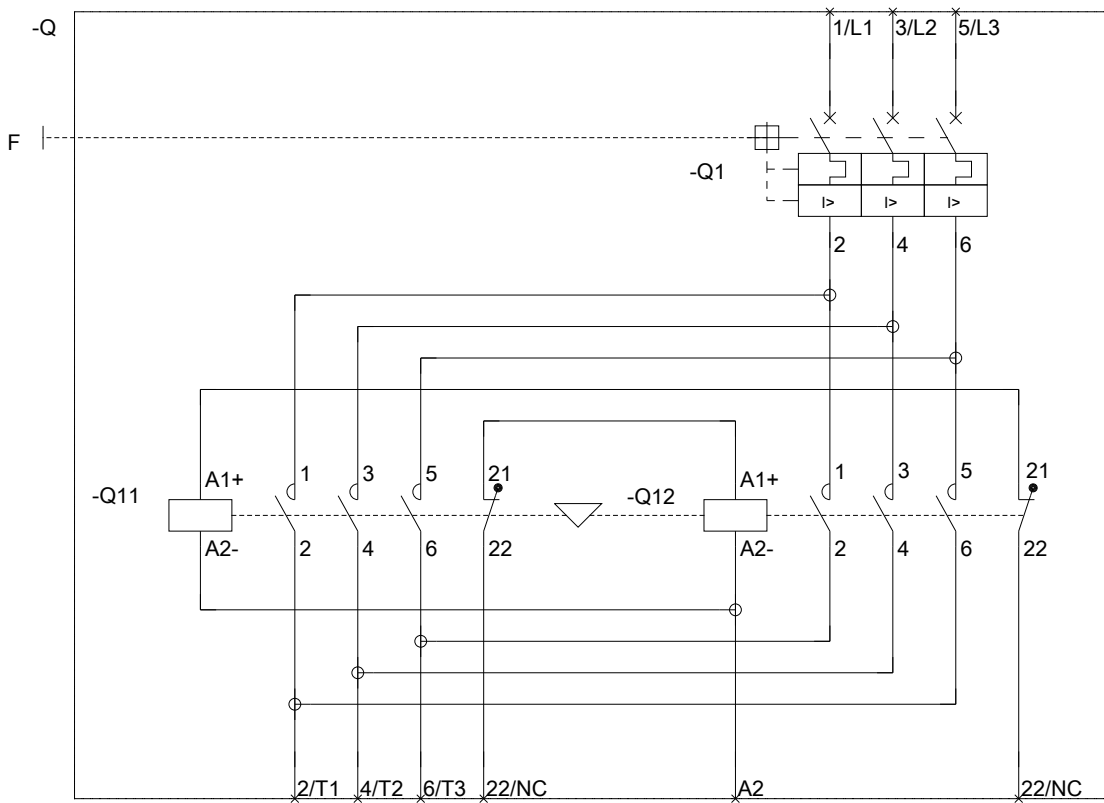 -Q 1/L1 3/L2 5/L3
F
-Q1
I> I> I>
2 4 6
1 3 5 21 1 3 5 21
A1+ A1+
-Q11 -Q12
A2- 2 4 6 22 A2- 2 4 6 22
2/T1 4/T2 6/T3 22/NC A2 22/NC